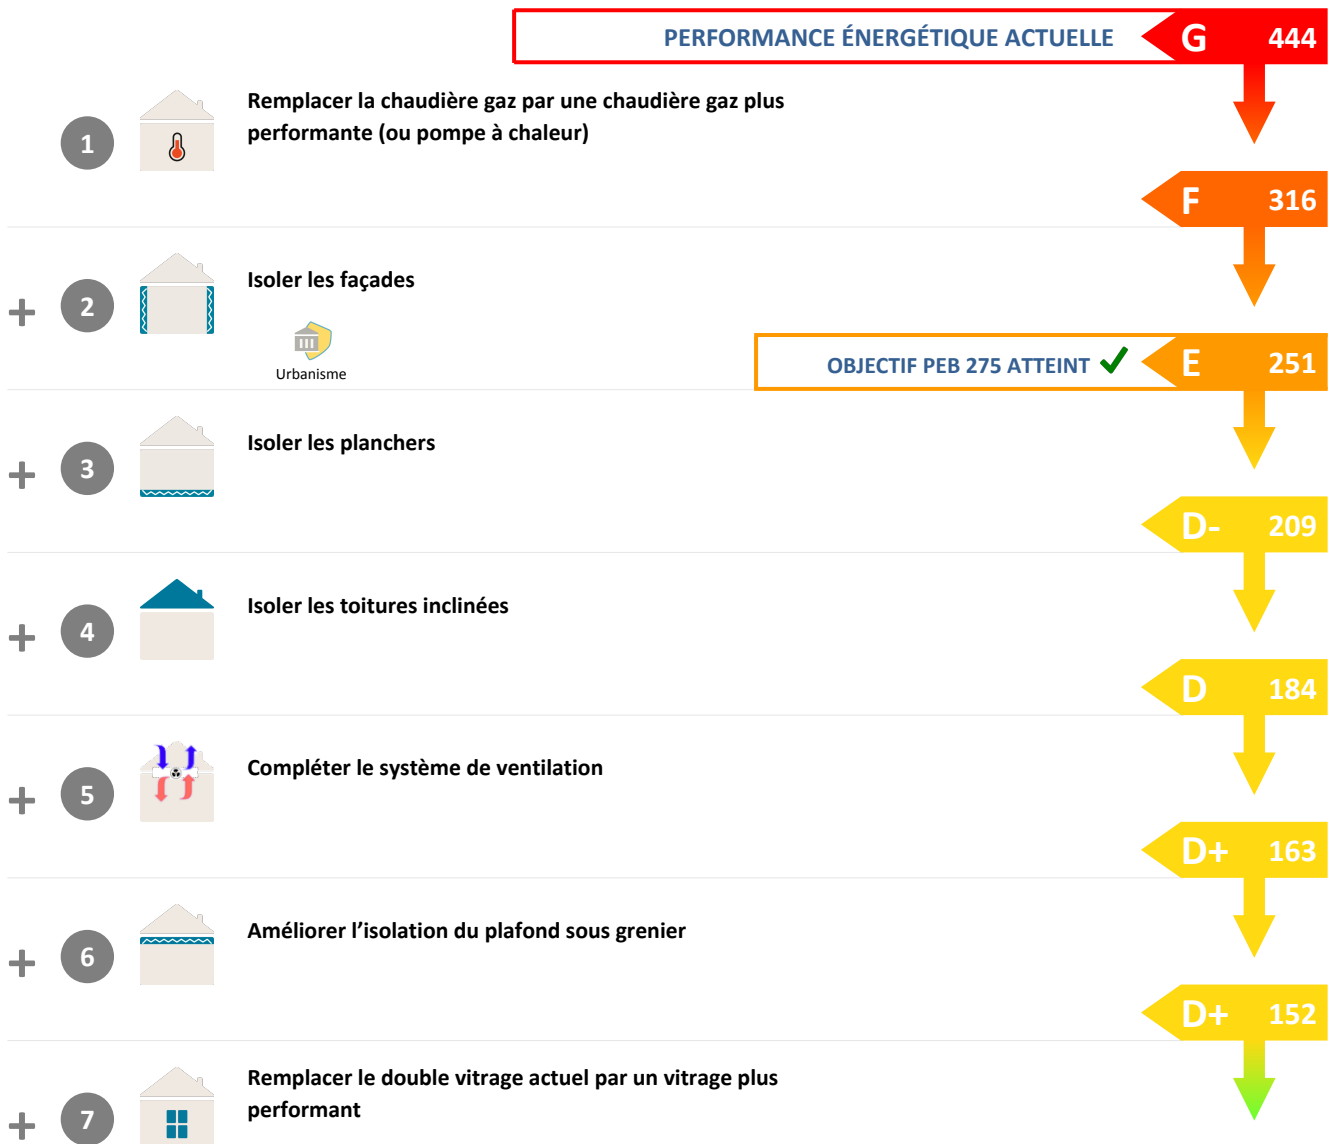 PERFORMANCE ÉNERGÉTIQUE ACTUELLE G 444
1 Remplacer la chaudière gaz par une chaudière gaz plus
performante (ou pompe à chaleur)
F 316
+ 2 Isoler les façades
Urbanisme
OBJECTIF PEB 275 ATTEINT ✓ E 251
+ 3 Isoler les planchers
D- 209
+ 4 Isoler les toitures inclinées
D 184
+ 5 Compléter le système de ventilation
D+ 163
+ 6 Améliorer l’isolation du plafond sous grenier
D+ 152
+ 7 Remplacer le double vitrage actuel par un vitrage plus
performant